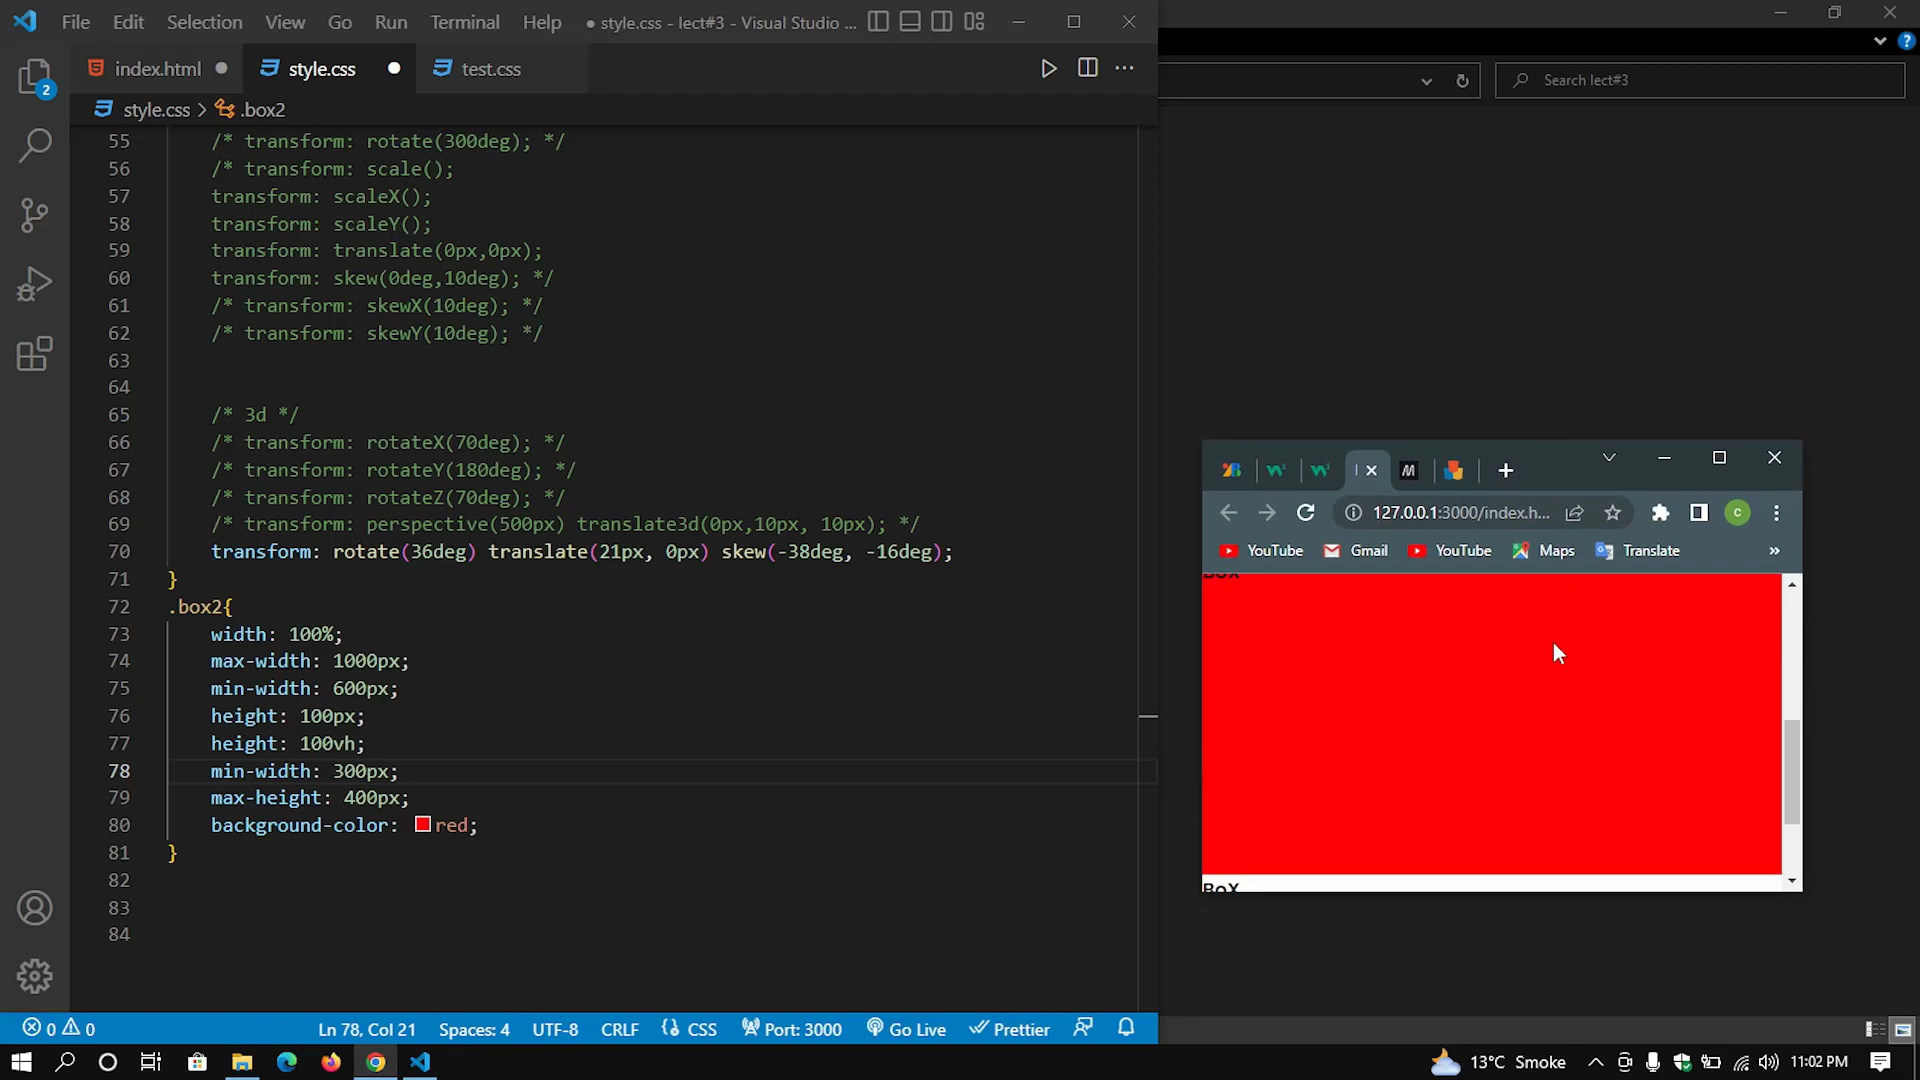 File Edit Selection View Go Run Terminal Help ● style.css - lect#3 - Visual Studio ...
index.html ● style.css ● test.css
style.css > .box2
55 /* transform: rotate(300deg); */
56 /* transform: scale();
57 transform: scaleX();
58 transform: scaleY();
59 transform: translate(0px,0px);
60 transform: skew(0deg,10deg); */
61 /* transform: skewX(10deg); */
62 /* transform: skewY(10deg); */
63
64
65 /* 3d */
66 /* transform: rotateX(70deg); */
67 /* transform: rotateY(180deg); */
68 /* transform: rotateZ(70deg); */
69 /* transform: perspective(500px) translate3d(0px,10px, 10px); */
70 transform: rotate(36deg) translate(21px, 0px) skew(-38deg, -16deg);
71 }
72 .box2{
73 width: 100%;
74 max-width: 1000px;
75 min-width: 600px;
76 height: 100px;
77 height: 100vh;
78 min-width: 300px;
79 max-height: 400px;
80 background-color: red;
81 }
82
83
84
2
0 0 Ln 78, Col 21 Spaces: 4 UTF-8 CRLF CSS Port: 3000 Go Live Prettier
Search lect#3
127.0.0.1:3000/index.h... C
YouTube Gmail YouTube Maps Translate »
BoX
BoX
13°C Smoke 11:02 PM